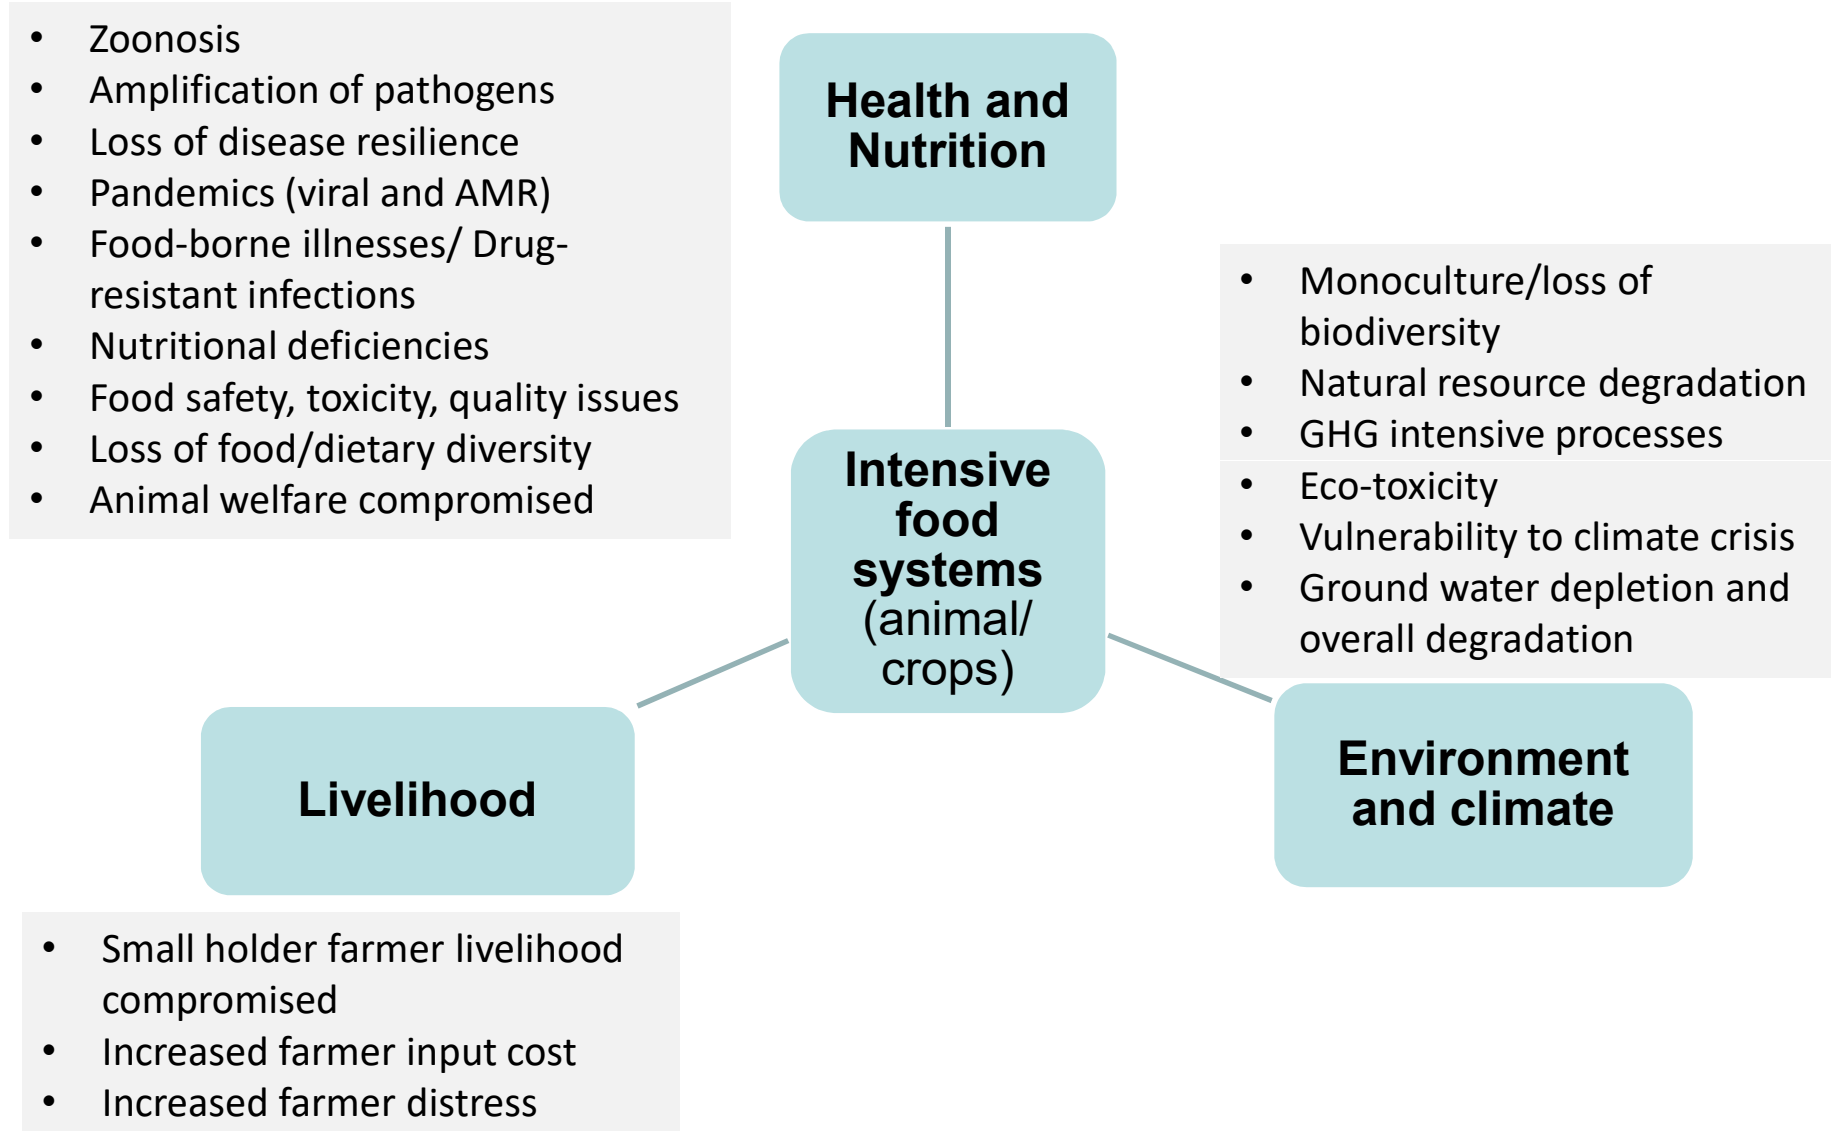 • Zoonosis
• Amplification of pathogens
• Loss of disease resilience
• Pandemics (viral and AMR)
• Food-borne illnesses/ Drug-
resistant infections
• Nutritional deficiencies
• Food safety, toxicity, quality issues
• Loss of food/dietary diversity
• Animal welfare compromised
Health and
Nutrition
• Monoculture/loss of
biodiversity
• Natural resource degradation
• GHG intensive processes
• Eco-toxicity
• Vulnerability to climate crisis
• Ground water depletion and
overall degradation
Intensive
food
systems
(animal/
crops)
Livelihood
Environment
and climate
• Small holder farmer livelihood
compromised
• Increased farmer input cost
• Increased farmer distress